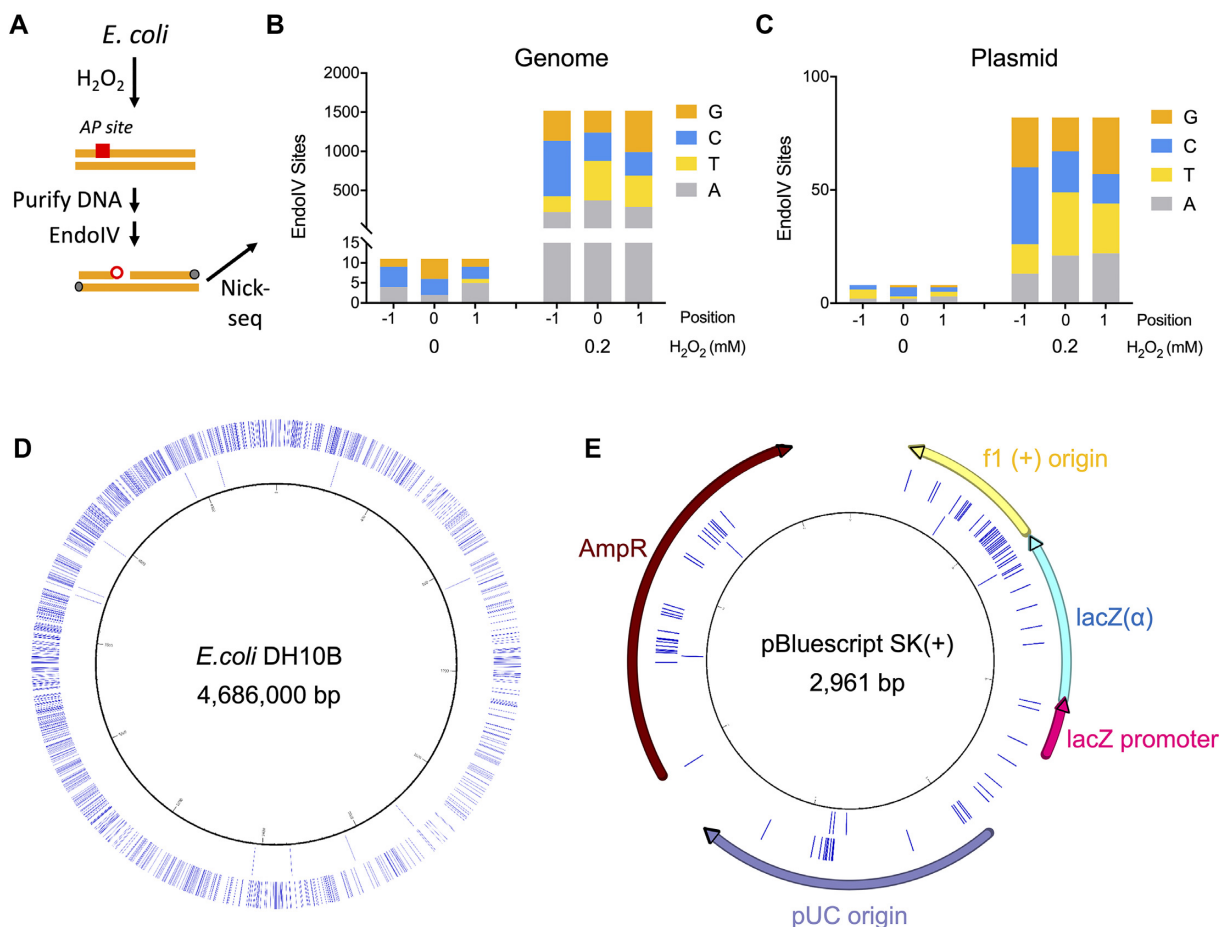 A
E. coli
H₂O₂
AP site
Purify DNA
EndoIV
Nick-
seq
B
Genome
EndoIV Sites
2000
1500
1000
500
15
10
5
0
G
C
T
A
-1 0 1 -1 0 1 Position
0 0.2 H₂O₂ (mM)
C
Plasmid
EndoIV Sites
100
50
0
G
C
T
A
-1 0 1 -1 0 1 Position
0 0.2 H₂O₂ (mM)
D
E.coli DH10B
4,686,000 bp
E
f1 (+) origin
AmpR
lacZ(α)
pBluescript SK(+)
2,961 bp
lacZ promoter
pUC origin